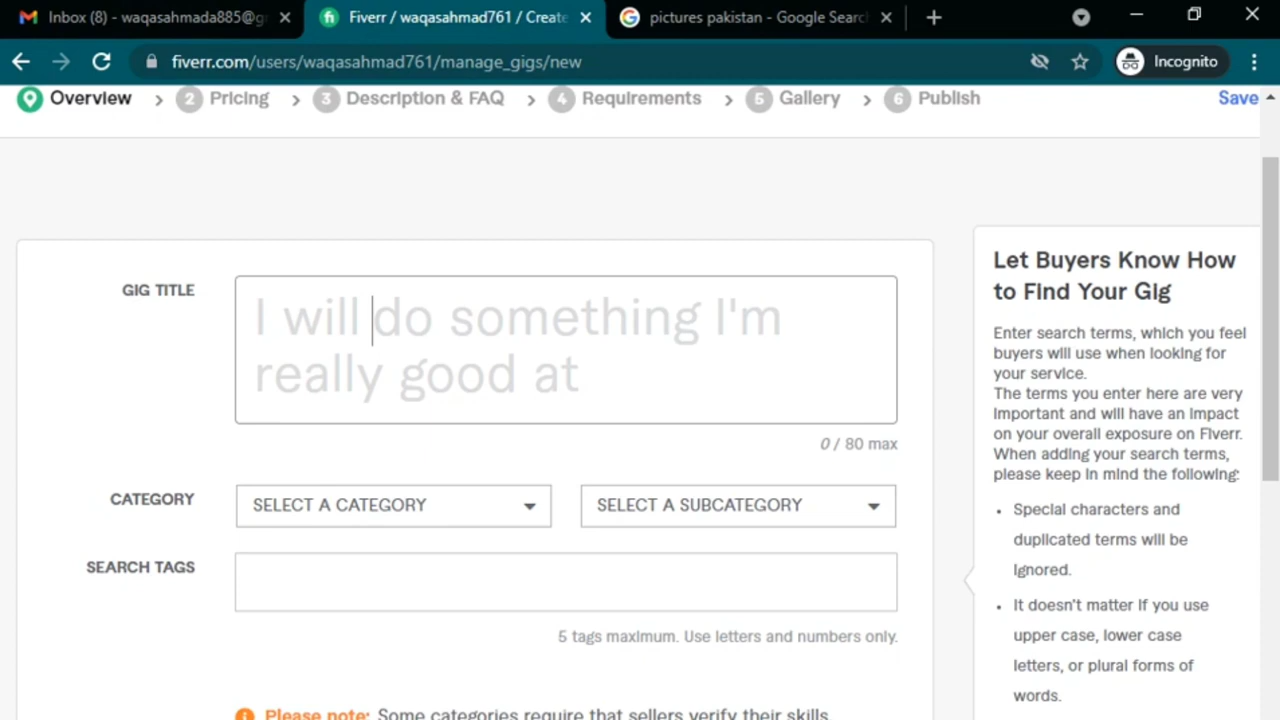 Inbox (8) - waqasahmada885@g
Fiverr / waqasahmad761 / Create
pictures pakistan - Google Search
fiverr.com/users/waqasahmad761/manage_gigs/new
Incognito
Overview > 2 Pricing > 3 Description & FAQ > 4 Requirements > 5 Gallery > 6 Publish
Save
GIG TITLE
I will do something I'm
really good at
0 / 80 max
CATEGORY
SELECT A CATEGORY
SELECT A SUBCATEGORY
SEARCH TAGS
5 tags maximum. Use letters and numbers only.
Please note: Some categories require that sellers verify their skills.
Let Buyers Know How
to Find Your Gig
Enter search terms, which you feel
buyers will use when looking for
your service.
The terms you enter here are very
important and will have an impact
on your overall exposure on Fiverr.
When adding your search terms,
please keep in mind the following:
• Special characters and
duplicated terms will be
ignored.
• It doesn't matter if you use
upper case, lower case
letters, or plural forms of
words.